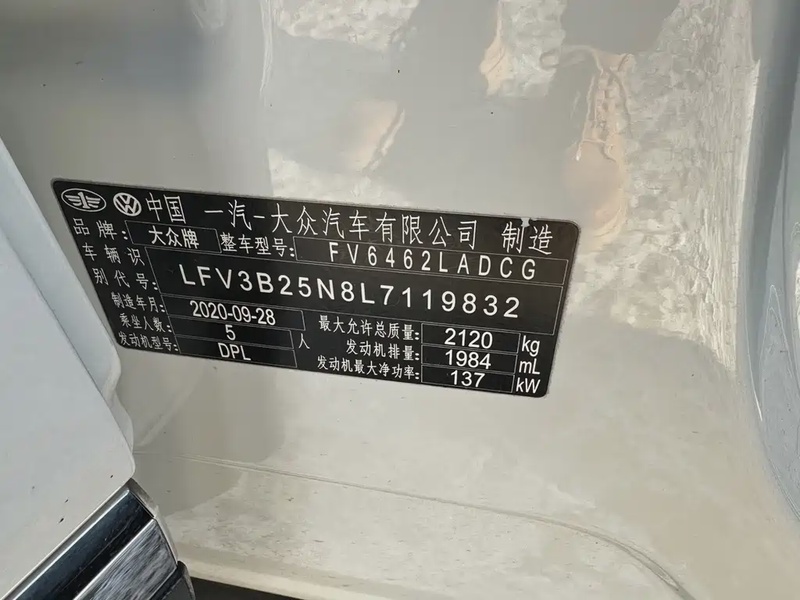 中国 一汽-大众汽车有限公司 制造
品牌: 大众牌 整车型号: FV6462LADCG
车辆识别代号: LFV3B25N8L7119832
制造年月: 2020-09-28 最大允许总质量: 2120 kg
乘坐人数: 5 人 发动机排量: 1984 mL
发动机型号: DPL 发动机最大净功率: 137 kW